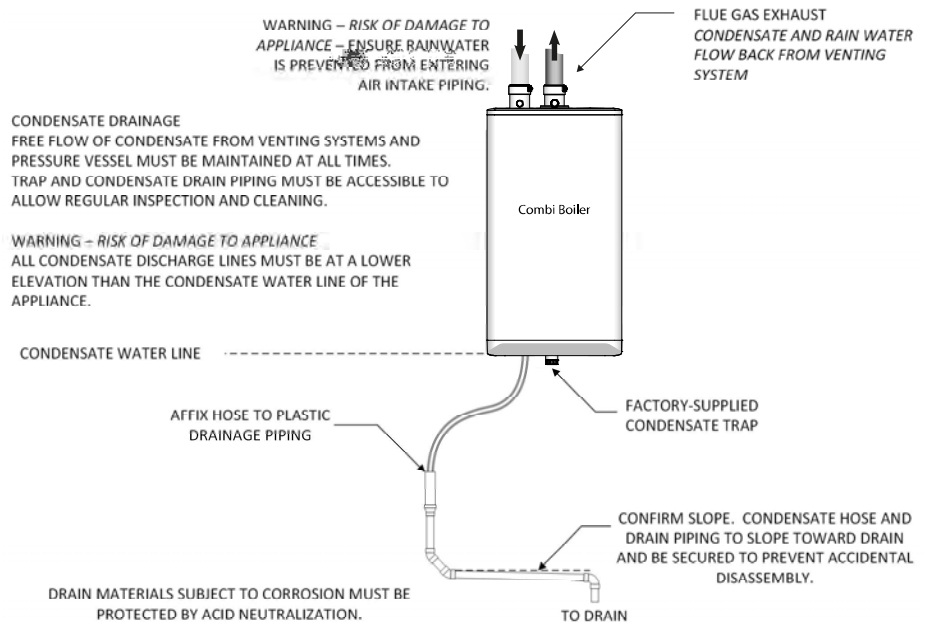 WARNING – RISK OF DAMAGE TO
APPLIANCE – ENSURE RAINWATER
IS PREVENTED FROM ENTERING
AIR INTAKE PIPING.
FLUE GAS EXHAUST
CONDENSATE AND RAIN WATER
FLOW BACK FROM VENTING
SYSTEM
CONDENSATE DRAINAGE
FREE FLOW OF CONDENSATE FROM VENTING SYSTEMS AND
PRESSURE VESSEL MUST BE MAINTAINED AT ALL TIMES.
TRAP AND CONDENSATE DRAIN PIPING MUST BE ACCESSIBLE TO
ALLOW REGULAR INSPECTION AND CLEANING.
Combi Boiler
WARNING – RISK OF DAMAGE TO APPLIANCE
ALL CONDENSATE DISCHARGE LINES MUST BE AT A LOWER
ELEVATION THAN THE CONDENSATE WATER LINE OF THE
APPLIANCE.
CONDENSATE WATER LINE
FACTORY-SUPPLIED
CONDENSATE TRAP
AFFIX HOSE TO PLASTIC
DRAINAGE PIPING
CONFIRM SLOPE. CONDENSATE HOSE AND
DRAIN PIPING TO SLOPE TOWARD DRAIN
AND BE SECURED TO PREVENT ACCIDENTAL
DISASSEMBLY.
DRAIN MATERIALS SUBJECT TO CORROSION MUST BE
PROTECTED BY ACID NEUTRALIZATION.
TO DRAIN